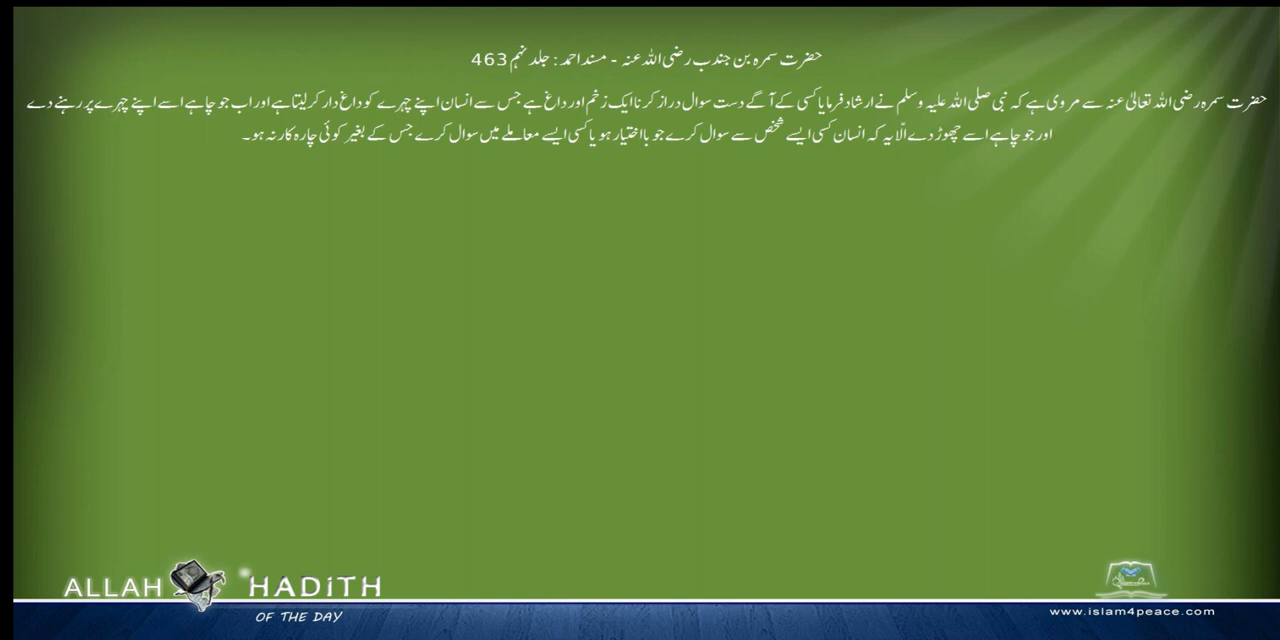 حضرت سمرہ بن جندب رضی اللہ عنہ - مسند احمد : جلد نہم 463
حضرت سمرہ رضی اللہ تعالیٰ عنہ سے مروی ہے کہ نبی صلی اللہ علیہ وسلم نے ارشاد فرمایا کسی کے آگے دست سوال دراز کرنا ایک زخم اور داغ ہے جس سے انسان اپنے چہرے کو داغ دار کر لیتا ہے اور اب جو چاہے اسے اپنے چہرے پر رہنے دے
اور جو چاہے اسے چھوڑ دے الّا یہ کہ انسان کسی ایسے شخص سے سوال کرے جو با اختیار ہو یا کسی ایسے معاملے میں سوال کرے جس کے بغیر کوئی چارہ کار نہ ہو۔
ALLAH HADITH
OF THE DAY
www.islam4peace.com